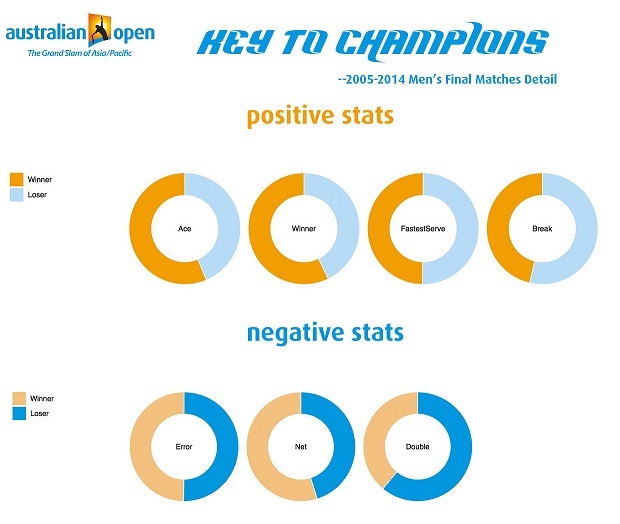 australian open
The Grand Slam of Asia/Pacific
KEY TO CHAMPIONS
--2005-2014 Men's Final Matches Detail
positive stats
Winner
Loser
Ace
Winner
FastestServe
Break
negative stats
Winner
Loser
Error
Net
Double